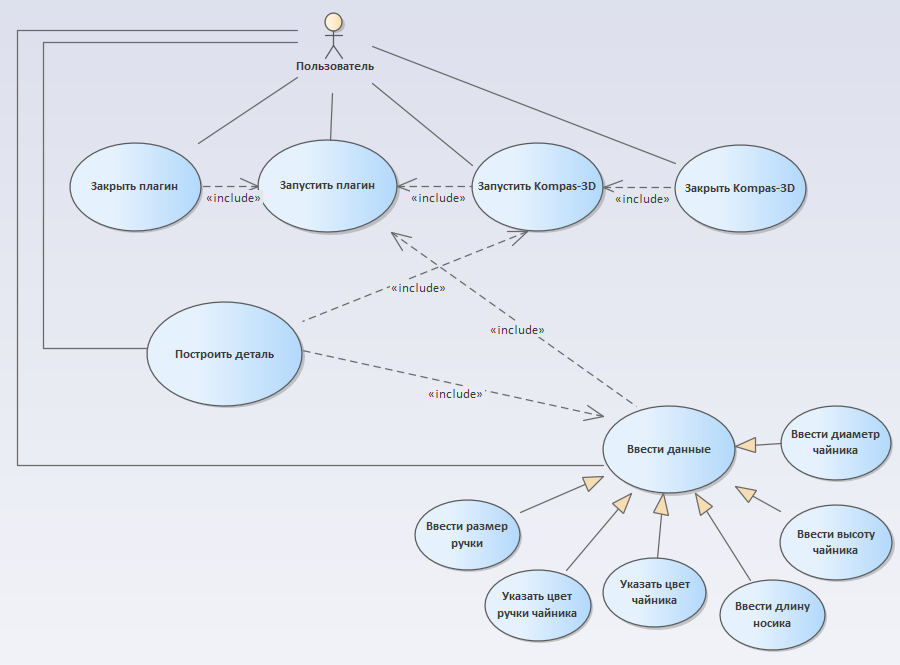 Пользователь
Закрыть плагин
«include»
Запустить плагин
«include»
Запустить Kompas-3D
«include»
Закрыть Kompas-3D
«include»
«include»
Построить деталь
«include»
Ввести данные
Ввести диаметр
чайника
Ввести размер
ручки
Ввести высоту
чайника
Указать цвет
ручки чайника
Указать цвет
чайника
Ввести длину
носика